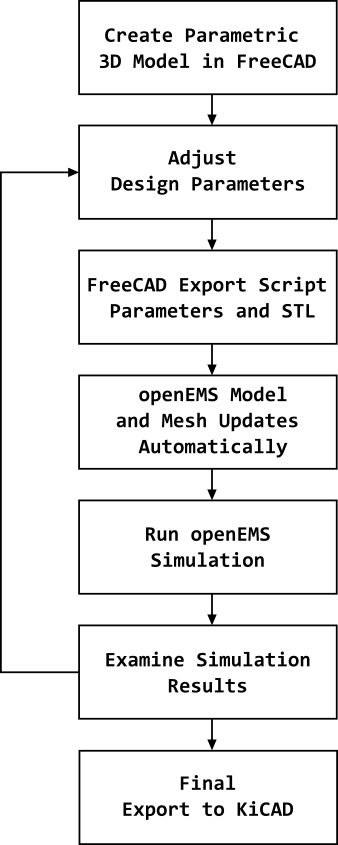 Create Parametric
3D Model in FreeCAD
Adjust
Design Parameters
FreeCAD Export Script
Parameters and STL
openEMS Model
and Mesh Updates
Automatically
Run openEMS
Simulation
Examine Simulation
Results
Final
Export to KiCAD